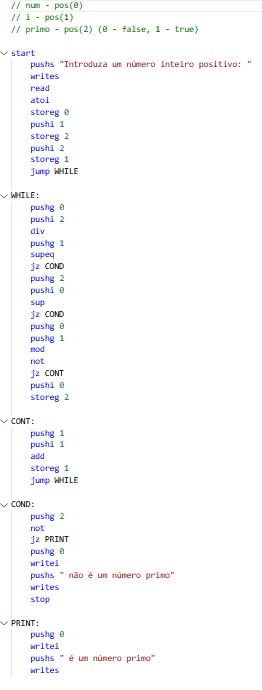 // num - pos(0)
// i - pos(1)
// primo - pos(2) (0 - false, 1 - true)
start
pushs "Introduza um número inteiro positivo: "
writes
read
atoi
storeg 0
pushi 1
storeg 2
pushi 2
storeg 1
jump WHILE
WHILE:
pushg 0
pushi 2
div
pushg 1
supeq
jz COND
pushg 2
pushi 0
sup
jz COND
pushg 0
pushg 1
mod
not
jz CONT
pushi 0
storeg 2
CONT:
pushg 1
pushi 1
add
storeg 1
jump WHILE
COND:
pushg 2
not
jz PRINT
pushg 0
writei
pushs " não é um número primo"
writes
stop
PRINT:
pushg 0
writei
pushs " é um número primo"
writes